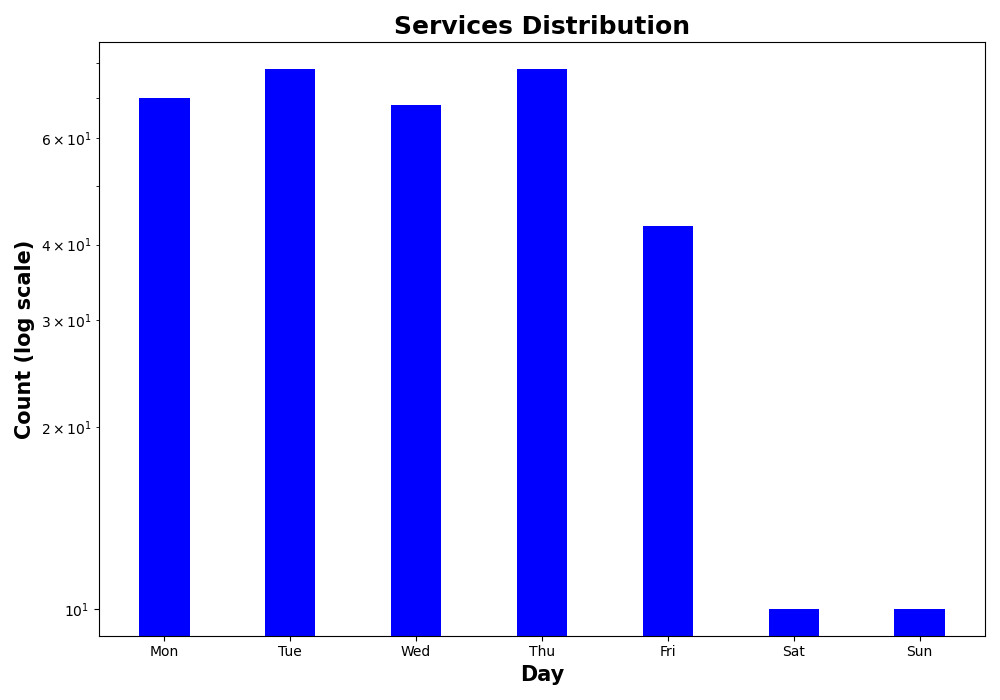 Services Distribution
Count (log scale)
6 × 10¹
4 × 10¹
3 × 10¹
2 × 10¹
10¹
Mon Tue Wed Thu Fri Sat Sun
Day